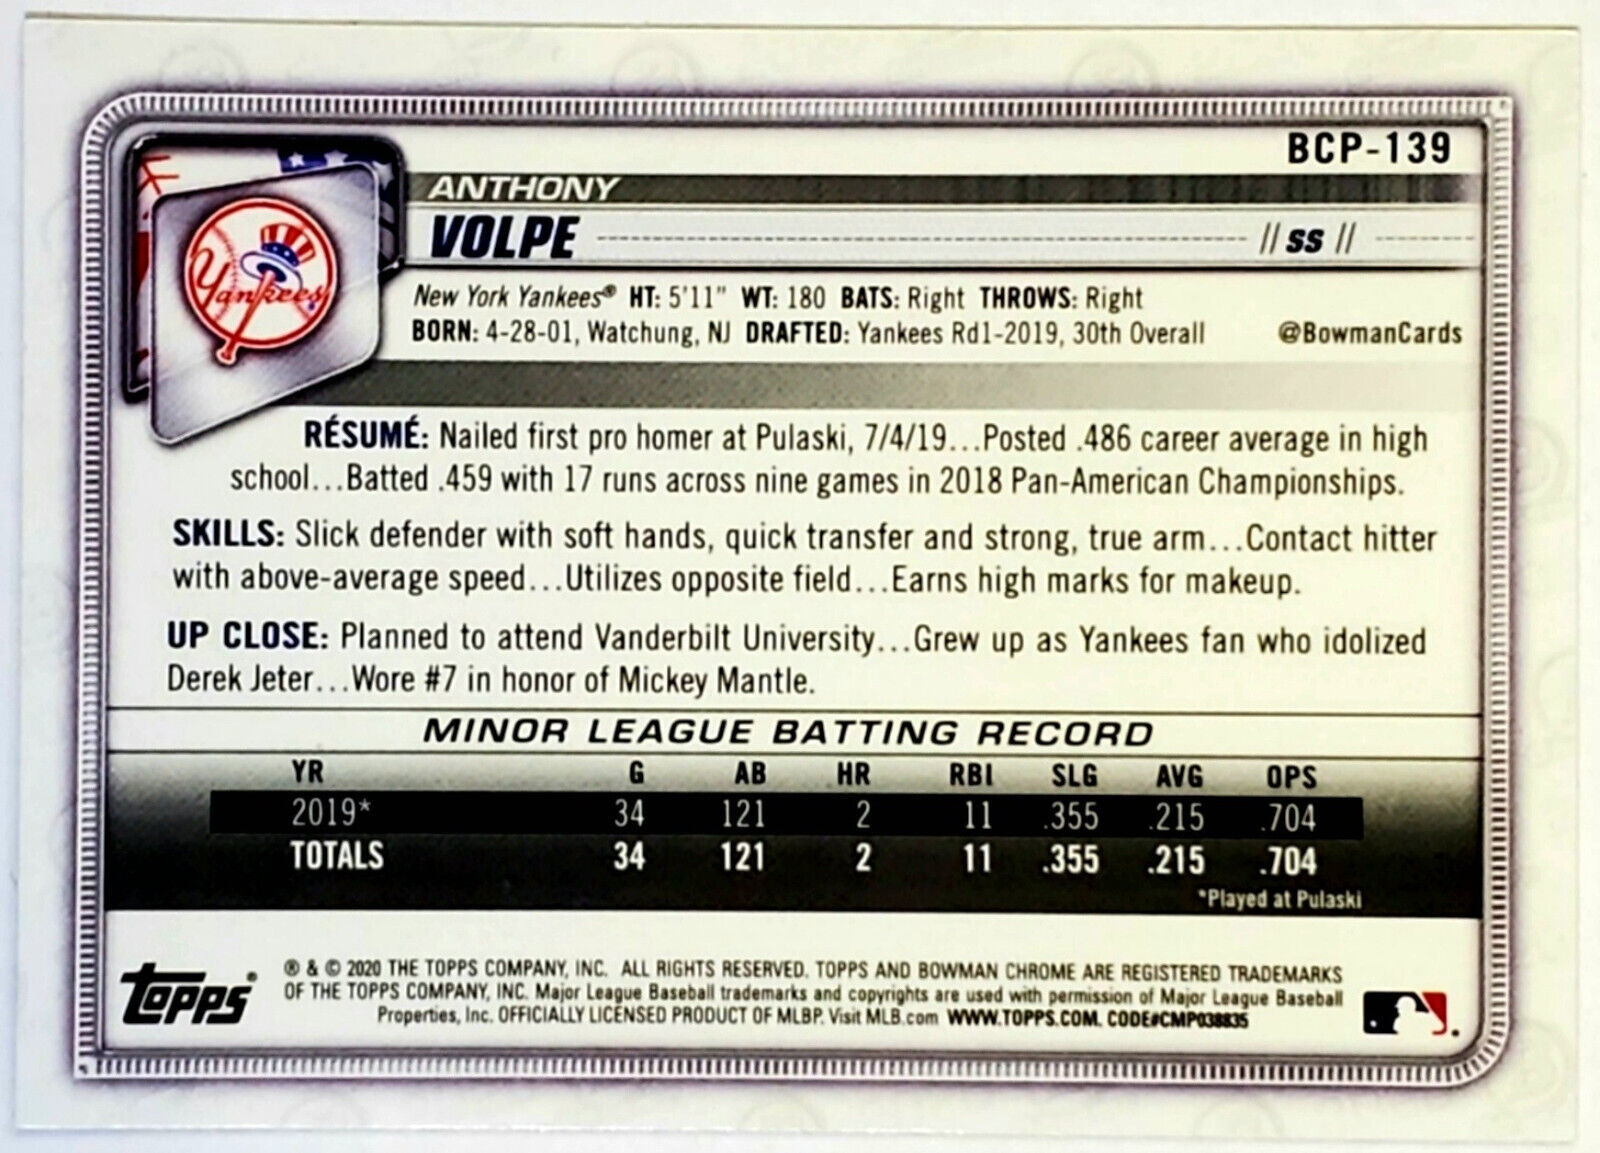 BCP-139
ANTHONY
VOLPE // SS //
Yankees
New York Yankees® HT: 5'11" WT: 180 BATS: Right THROWS: Right
BORN: 4-28-01, Watchung, NJ DRAFTED: Yankees Rd1-2019, 30th Overall @BowmanCards
RÉSUMÉ: Nailed first pro homer at Pulaski, 7/4/19...Posted .486 career average in high
school...Batted .459 with 17 runs across nine games in 2018 Pan-American Championships.
SKILLS: Slick defender with soft hands, quick transfer and strong, true arm...Contact hitter
with above-average speed...Utilizes opposite field...Earns high marks for makeup.
UP CLOSE: Planned to attend Vanderbilt University...Grew up as Yankees fan who idolized
Derek Jeter...Wore #7 in honor of Mickey Mantle.
MINOR LEAGUE BATTING RECORD
YR G AB HR RBI SLG AVG OPS
2019* 34 121 2 11 .355 .215 .704
TOTALS 34 121 2 11 .355 .215 .704
*Played at Pulaski
topps® ® & © 2020 THE TOPPS COMPANY, INC. ALL RIGHTS RESERVED. TOPPS AND BOWMAN CHROME ARE REGISTERED TRADEMARKS
OF THE TOPPS COMPANY, INC. Major League Baseball trademarks and copyrights are used with permission of Major League Baseball
Properties, Inc. OFFICIALLY LICENSED PRODUCT OF MLBP. Visit MLB.com WWW.TOPPS.COM. CODE#CMP038835